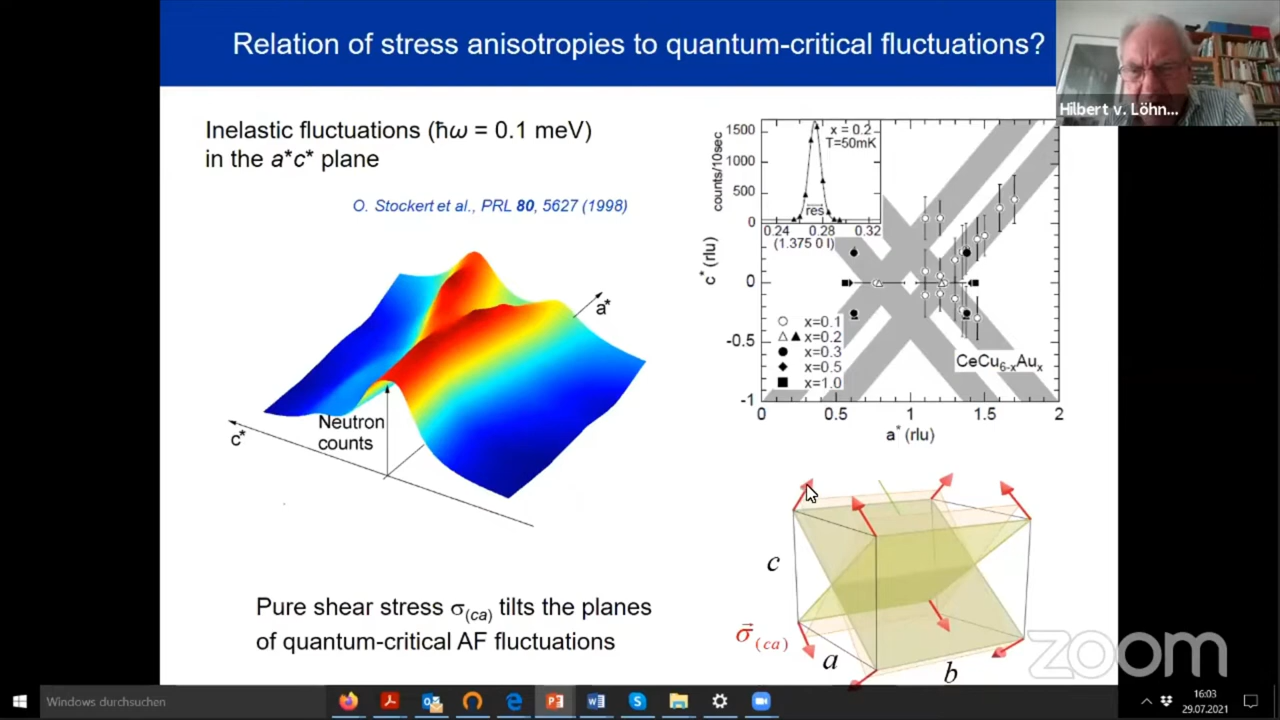 Relation of stress anisotropies to quantum-critical fluctuations?
Hilbert v. Löhn...
Inelastic fluctuations (ħω = 0.1 meV)
in the a*c* plane
O. Stockert et al., PRL 80, 5627 (1998)
a*
c*
Neutron
counts
Pure shear stress σ(ca) tilts the planes
of quantum-critical AF fluctuations
counts/10sec
1500
1000
500
0
x = 0.2
T=50mK
res
0.24 0.28 0.32
(1.375 0 l)
c* (rlu)
0
-0.5
-1
x=0.1
x=0.2
x=0.3
x=0.5
x=1.0
CeCu6-xAux
0 0.5 1 1.5 2
a* (rlu)
c
σ⃗(ca)
a
b
zoom
Windows durchsuchen
16:03
29.07.2021